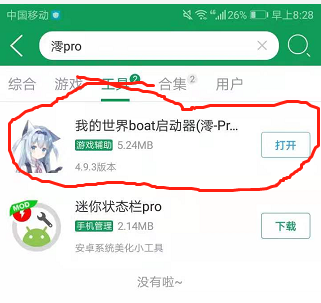 中国移动 26% 早上8:28
澪pro
综合 游戏 工具 2 合集 2 用户
我的世界boat启动器(澪-Pr...
游戏辅助 5.24MB
4.9.3版本
打开
MOD
迷你状态栏pro
手机管理 2.14MB
安卓系统美化小工具
下载
没有啦~